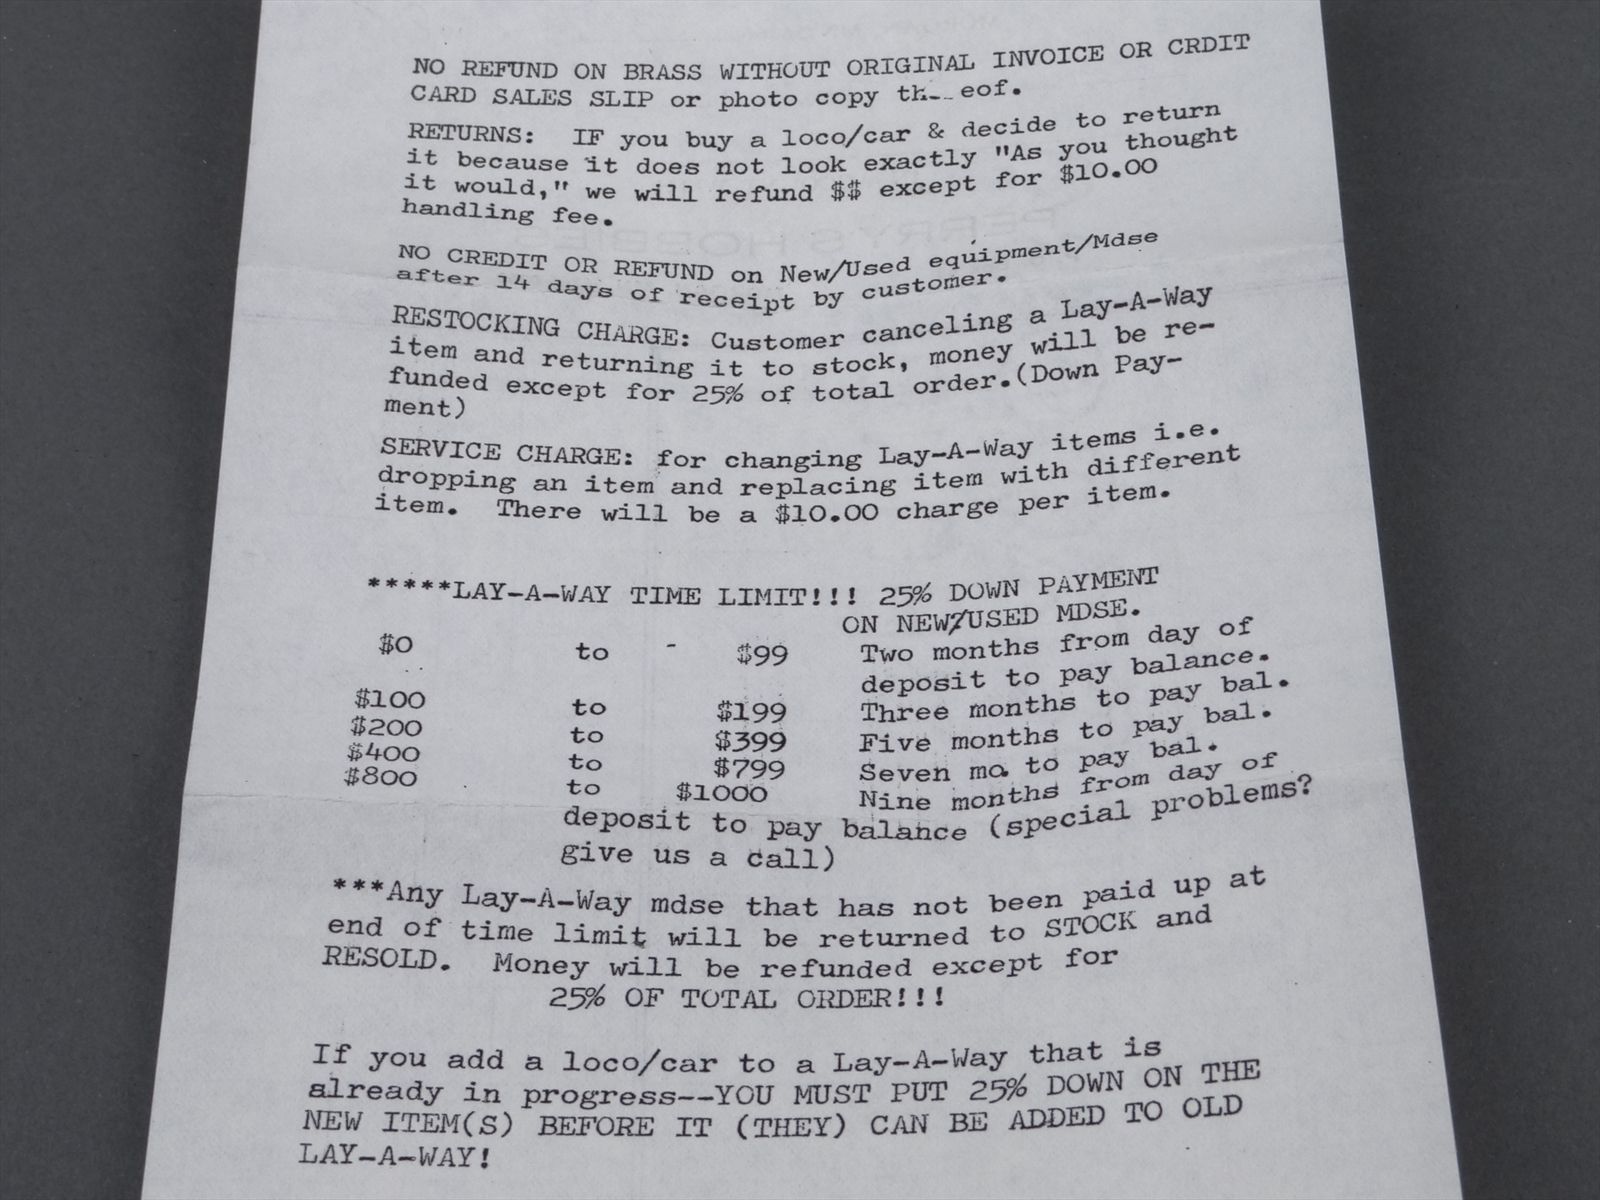 NO REFUND ON BRASS WITHOUT ORIGINAL INVOICE OR CRDIT
CARD SALES SLIP or photo copy
RETURNS: IF you buy a loco/car & decide to return
it because it does not look exactly "As you thought
it would," we will refund $$ except for $10.00
handling fee.
NO CREDIT OR REFUND on New/Used equipment/Mdse
after 14 days of receipt by customer.
RESTOCKING CHARGE: Customer canceling a Lay-A-Way
item and returning it to stock, money will be re-
funded except for 25% of total order.(Down Pay-
ment)
SERVICE CHARGE: for changing Lay-A-Way items i.e.
dropping an item and replacing item with different
item. There will be a $10.00 charge per item.
*****LAY-A-WAY TIME LIMIT!!! 25% DOWN PAYMENT
ON NEW/USED MDSE.
$0 to - $99 Two months from day of
deposit to pay balance.
$100 to $199 Three months to pay bal.
$200 to $399 Five months to pay bal.
$400 to $799 Seven mo. to pay bal.
$800 to $1000 Nine months from day of
deposit to pay balance (special problems?
give us a call)
***Any Lay-A-Way mdse that has not been paid up at
end of time limit will be returned to STOCK and
RESOLD. Money will be refunded except for
25% OF TOTAL ORDER!!!
If you add a loco/car to a Lay-A-Way that is
already in progress--YOU MUST PUT 25% DOWN ON THE
NEW ITEM(S) BEFORE IT (THEY) CAN BE ADDED TO OLD
LAY-A-WAY!